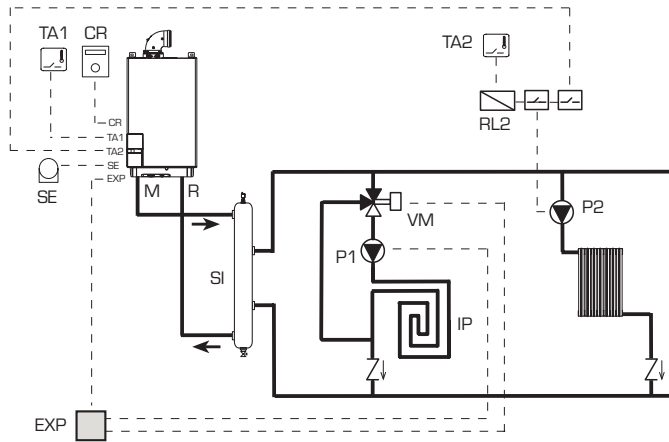 TA1 CR
TA2
RL2
CR
TA1
TA2
SE
EXP
SE
M R
VM
P2
P1
SI
IP
EXP